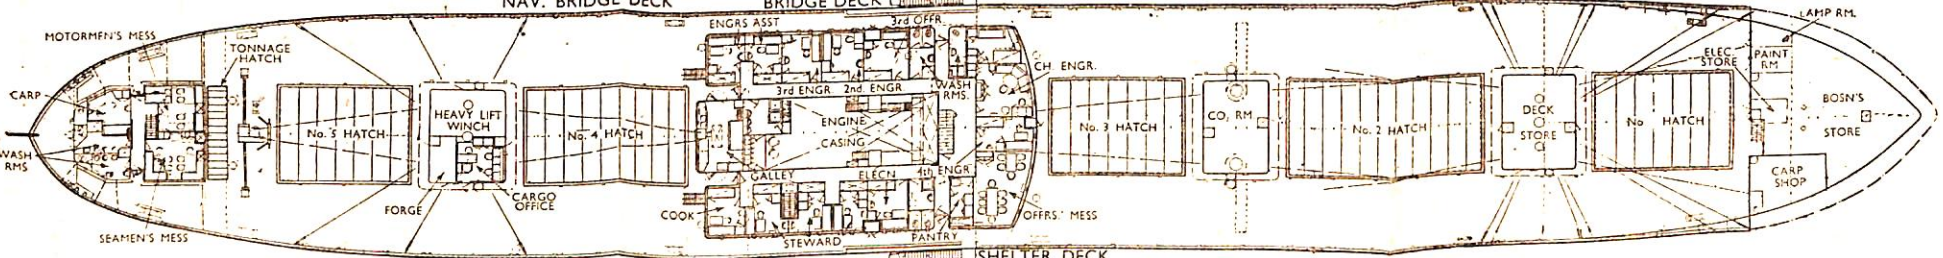 NAV. BRIDGE DECK
BRIDGE DECK
ENGRS ASST
3rd OFFR.
LAMP RM.
MOTORMEN'S MESS
TONNAGE
HATCH
ELEC.
STORE
PAINT
RM
CH. ENGR.
CARP
3rd ENGR
2nd. ENGR
WASH
RMS.
HEAVY LIFT
WINCH
No. 5 HATCH
No. 4 HATCH
ENGINE
CASING
No. 3 HATCH
CO₂ RM
No. 2 HATCH
DECK
STORE
No HATCH
BOSN'S
STORE
WASH
RMS
GALLEY
ELECN
4th ENGR
CARP
SHOP
FORGE
CARGO
OFFICE
COOK
OFFRS.' MESS
SEAMEN'S MESS
STEWARD
PANTRY
SHELTER DECK